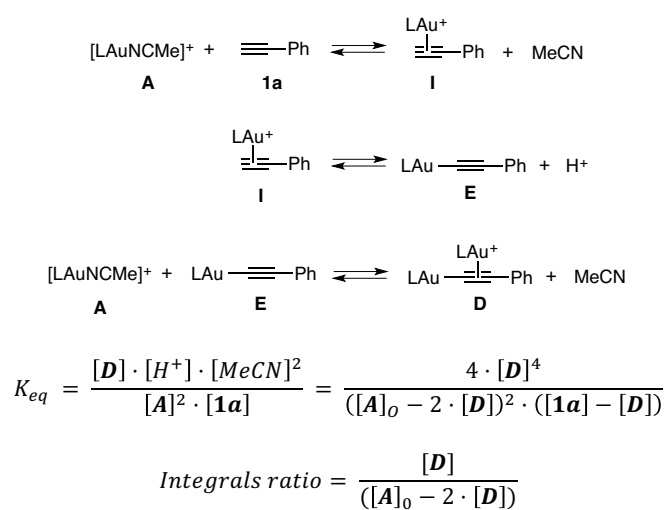 [LAuNCMe]⁺ + Ph LAu⁺ Ph + MeCN
A 1a I
LAu⁺ Ph LAu Ph + H⁺
I E
[LAuNCMe]⁺ + LAu Ph LAu LAu⁺ Ph + MeCN
A E D
K_eq = [D] · [H⁺] · [MeCN]² / [A]² · [1a] = 4 · [D]⁴ / ([A]_O − 2 · [D])² · ([1a] − [D])
Integrals ratio = [D] / ([A]₀ − 2 · [D])